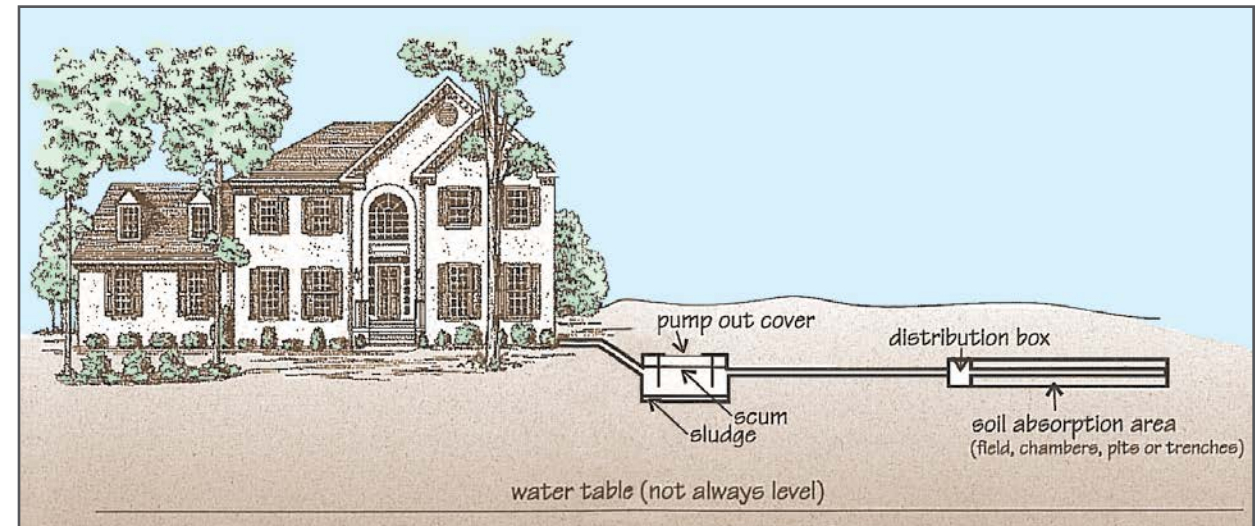 pump out cover
distribution box
scum
sludge
soil absorption area
(field, chambers, pits or trenches)
water table (not always level)